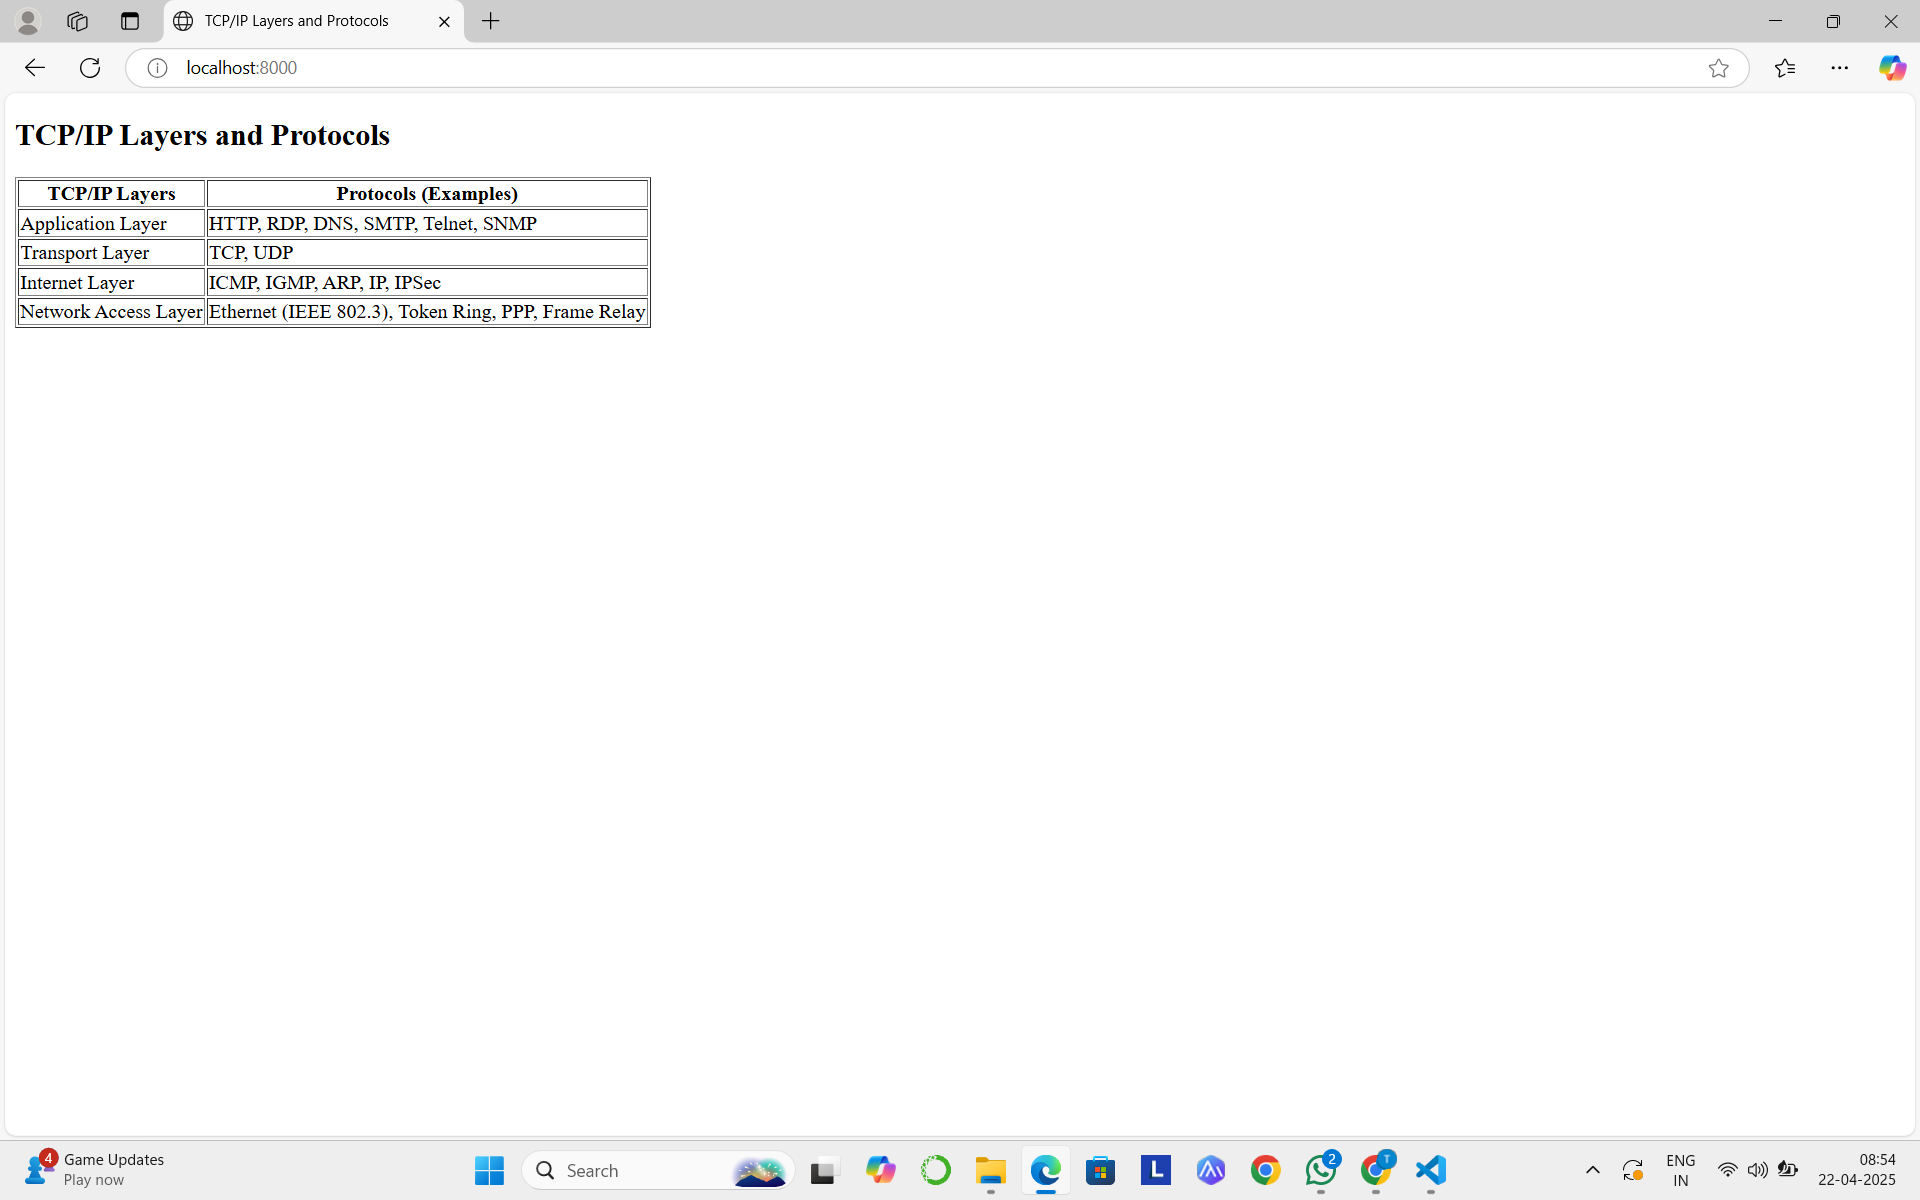 TCP/IP Layers and Protocols
localhost:8000
TCP/IP Layers and Protocols
TCP/IP Layers Protocols (Examples)
Application Layer HTTP, RDP, DNS, SMTP, Telnet, SNMP
Transport Layer TCP, UDP
Internet Layer ICMP, IGMP, ARP, IP, IPSec
Network Access Layer Ethernet (IEEE 802.3), Token Ring, PPP, Frame Relay
4
Game Updates
Play now
Search
L
2
T
ENG
IN
08:54
22-04-2025